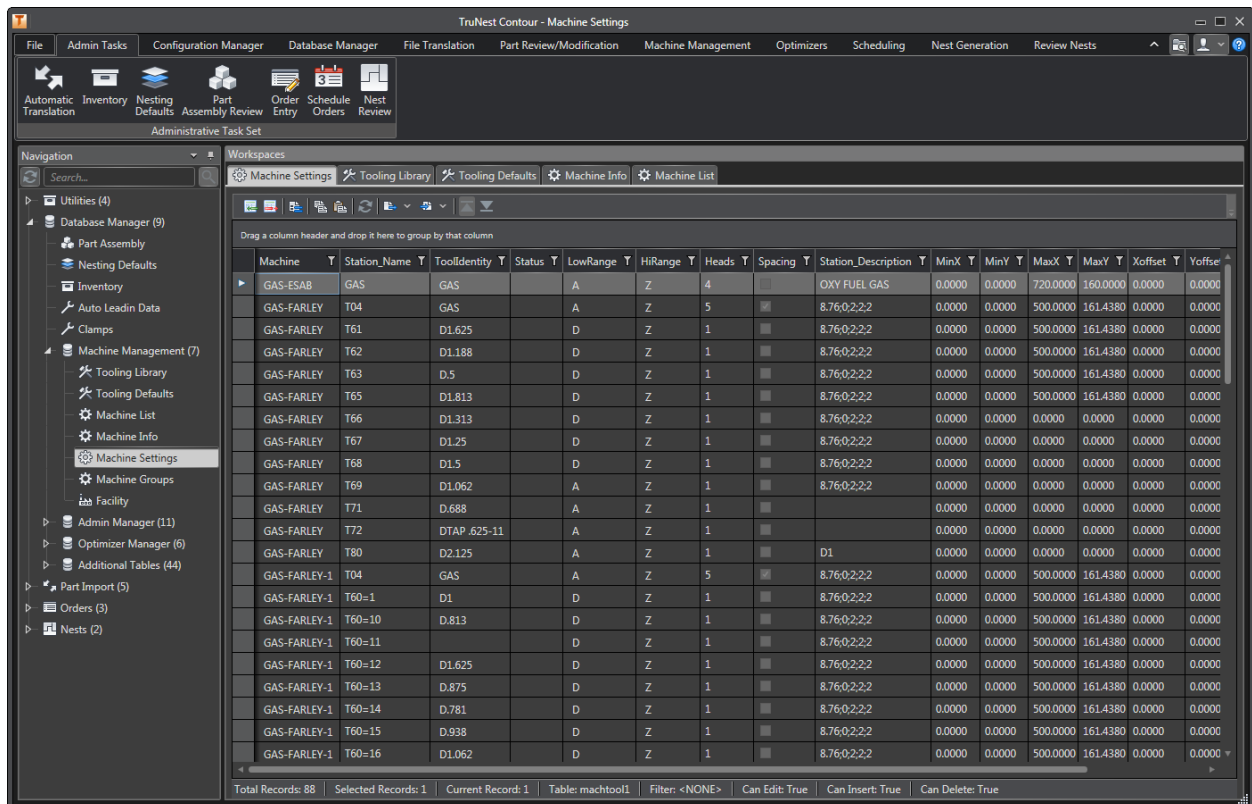 TruNest Contour - Machine Settings
File Admin Tasks Configuration Manager Database Manager File Translation Part Review/Modification Machine Management Optimizers Scheduling Nest Generation Review Nests
Automatic Translation Inventory Nesting Defaults Part Assembly Review Order Entry Schedule Orders Nest Review
Administrative Task Set
Navigation
Search...
Utilities (4)
Database Manager (9)
Part Assembly
Nesting Defaults
Inventory
Auto Leadin Data
Clamps
Machine Management (7)
Tooling Library
Tooling Defaults
Machine List
Machine Info
Machine Settings
Machine Groups
Facility
Admin Manager (11)
Optimizer Manager (6)
Additional Tables (44)
Part Import (5)
Orders (3)
Nests (2)
Workspaces
Machine Settings Tooling Library Tooling Defaults Machine Info Machine List
Drag a column header and drop it here to group by that column
Machine Station_Name ToolIdentity Status LowRange HiRange Heads Spacing Station_Description MinX MinY MaxX MaxY Xoffset Yoffse
GAS-ESAB GAS GAS A Z 4 OXY FUEL GAS 0.0000 0.0000 720.0000 160.0000 0.0000 0.0000
GAS-FARLEY T04 GAS A Z 5 8.76;0;2;2;2 0.0000 0.0000 500.0000 161.4380 0.0000 0.0000
GAS-FARLEY T61 D1.625 D Z 1 8.76;0;2;2;2 0.0000 0.0000 500.0000 161.4380 0.0000 0.0000
GAS-FARLEY T62 D1.188 D Z 1 8.76;0;2;2;2 0.0000 0.0000 500.0000 161.4380 0.0000 0.0000
GAS-FARLEY T63 D.5 D Z 1 8.76;0;2;2;2 0.0000 0.0000 500.0000 161.4380 0.0000 0.0000
GAS-FARLEY T65 D1.813 D Z 1 8.76;0;2;2;2 0.0000 0.0000 500.0000 161.4380 0.0000 0.0000
GAS-FARLEY T66 D1.313 D Z 1 8.76;0;2;2;2 0.0000 0.0000 0.0000 0.0000 0.0000 0.0000
GAS-FARLEY T67 D1.25 D Z 1 8.76;0;2;2;2 0.0000 0.0000 0.0000 0.0000 0.0000 0.0000
GAS-FARLEY T68 D1.5 D Z 1 8.76;0;2;2;2 0.0000 0.0000 0.0000 0.0000 0.0000 0.0000
GAS-FARLEY T69 D1.062 A Z 1 8.76;0;2;2;2 0.0000 0.0000 0.0000 0.0000 0.0000 0.0000
GAS-FARLEY T71 D.688 A Z 1 0.0000 0.0000 0.0000 0.0000 0.0000 0.0000
GAS-FARLEY T72 DTAP .625-11 A Z 1 0.0000 0.0000 0.0000 0.0000 0.0000 0.0000
GAS-FARLEY T80 D2.125 A Z 1 D1 0.0000 0.0000 0.0000 0.0000 0.0000 0.0000
GAS-FARLEY-1 T04 GAS A Z 5 8.76;0;2;2;2 0.0000 0.0000 500.0000 161.4380 0.0000 0.0000
GAS-FARLEY-1 T60=1 D1 D Z 1 8.76;0;2;2;2 0.0000 0.0000 500.0000 161.4380 0.0000 0.0000
GAS-FARLEY-1 T60=10 D.813 D Z 1 8.76;0;2;2;2 0.0000 0.0000 500.0000 161.4380 0.0000 0.0000
GAS-FARLEY-1 T60=11 D Z 1 8.76;0;2;2;2 0.0000 0.0000 500.0000 161.4380 0.0000 0.0000
GAS-FARLEY-1 T60=12 D1.625 D Z 1 8.76;0;2;2;2 0.0000 0.0000 500.0000 161.4380 0.0000 0.0000
GAS-FARLEY-1 T60=13 D.875 D Z 1 8.76;0;2;2;2 0.0000 0.0000 500.0000 161.4380 0.0000 0.0000
GAS-FARLEY-1 T60=14 D.781 D Z 1 8.76;0;2;2;2 0.0000 0.0000 500.0000 161.4380 0.0000 0.0000
GAS-FARLEY-1 T60=15 D.938 D Z 1 8.76;0;2;2;2 0.0000 0.0000 500.0000 161.4380 0.0000 0.0000
GAS-FARLEY-1 T60=16 D1.062 D Z 1 8.76;0;2;2;2 0.0000 0.0000 500.0000 161.4380 0.0000 0.0000
Total Records: 88 Selected Records: 1 Current Record: 1 Table: machtool1 Filter: <NONE> Can Edit: True Can Insert: True Can Delete: True